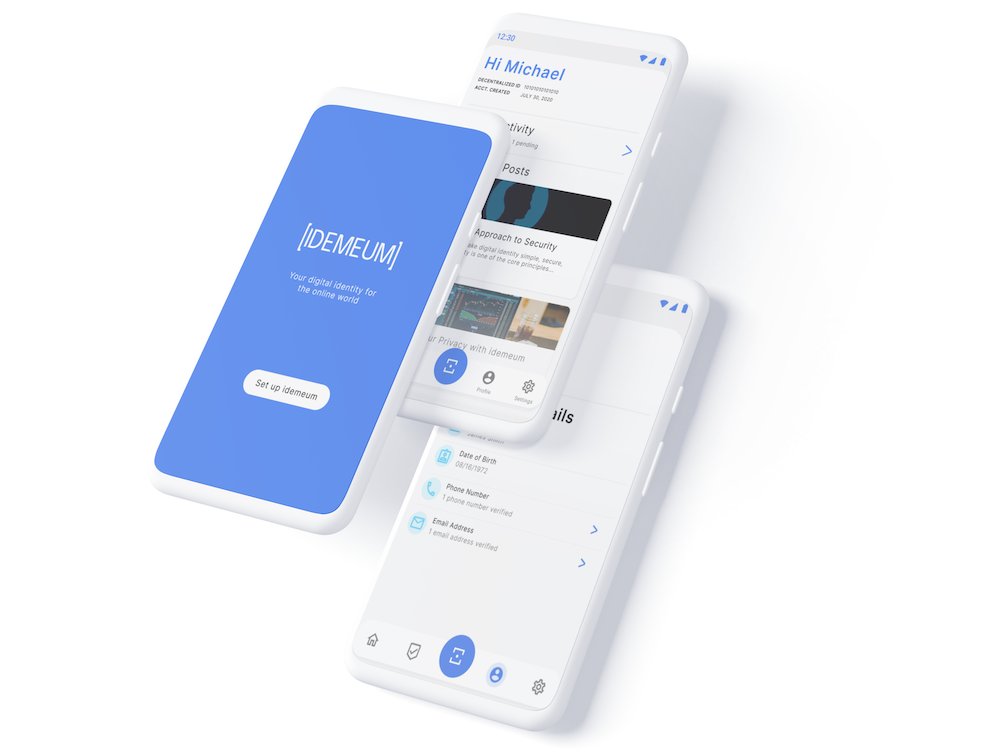 [IDEMEUM]
Your digital identity for
the online world
Set up idemeum
12:30
Hi Michael
DECENTRALIZED ID 101010101010
ACCT. CREATED JULY 30, 2020
tivity
1 pending
Posts
Approach to Security
ake digital identity simple, secure,
ty is one of the core principles...
ur Privacy with idemeum
Profile
Settings
ails
Date of Birth
08/16/1972
Phone Number
1 phone number verified
Email Address
1 email address verified